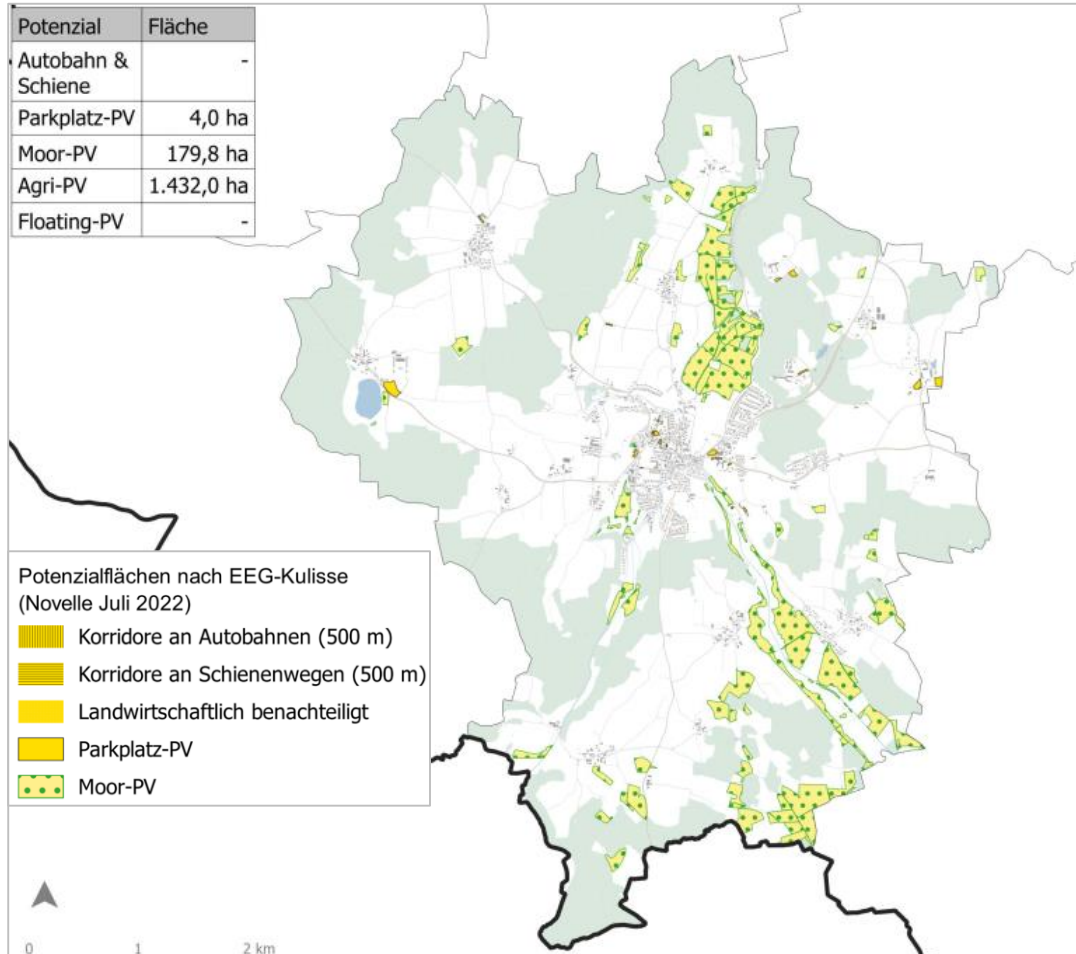 Potenzial Fläche
Autobahn & -
Schiene
Parkplatz-PV 4,0 ha
Moor-PV 179,8 ha
Agri-PV 1.432,0 ha
Floating-PV -
Potenzialflächen nach EEG-Kulisse
(Novelle Juli 2022)
Korridore an Autobahnen (500 m)
Korridore an Schienenwegen (500 m)
Landwirtschaftlich benachteiligt
Parkplatz-PV
Moor-PV
0 1 2 km